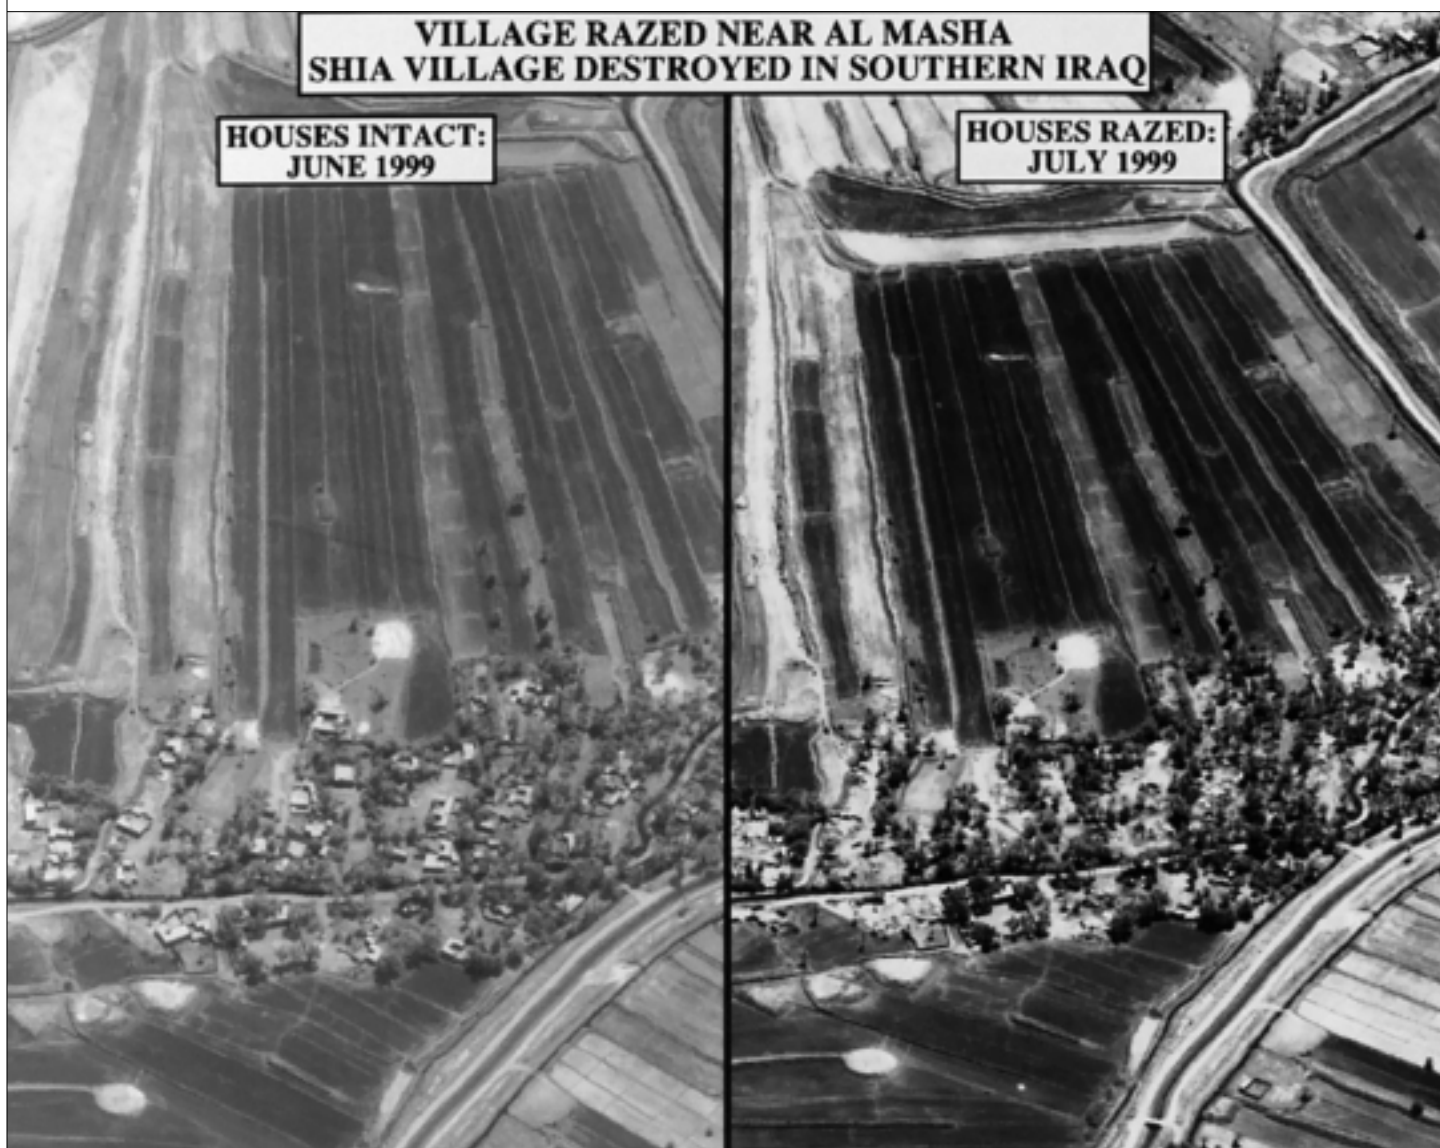 VILLAGE RAZED NEAR AL MASHA
SHIA VILLAGE DESTROYED IN SOUTHERN IRAQ
HOUSES INTACT:
JUNE 1999
HOUSES RAZED:
JULY 1999